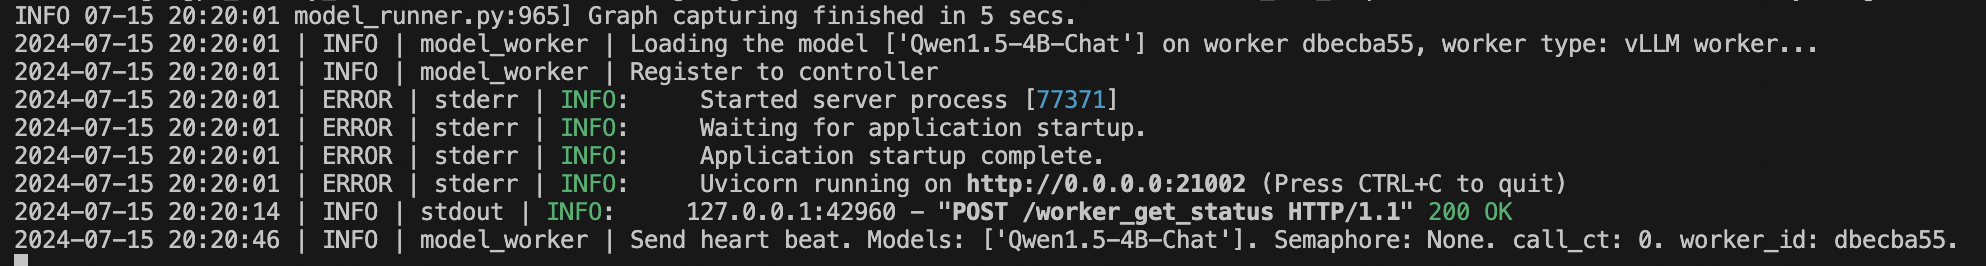 INFO 07-15 20:20:01 model_runner.py:965] Graph capturing finished in 5 secs.
2024-07-15 20:20:01 | INFO | model_worker | Loading the model ['Qwen1.5-4B-Chat'] on worker dbecba55, worker type: vLLM worker...
2024-07-15 20:20:01 | INFO | model_worker | Register to controller
2024-07-15 20:20:01 | ERROR | stderr | INFO:     Started server process [77371]
2024-07-15 20:20:01 | ERROR | stderr | INFO:     Waiting for application startup.
2024-07-15 20:20:01 | ERROR | stderr | INFO:     Application startup complete.
2024-07-15 20:20:01 | ERROR | stderr | INFO:     Uvicorn running on http://0.0.0.0:21002 (Press CTRL+C to quit)
2024-07-15 20:20:14 | INFO | stdout | INFO:     127.0.0.1:42960 - "POST /worker_get_status HTTP/1.1" 200 OK
2024-07-15 20:20:46 | INFO | model_worker | Send heart beat. Models: ['Qwen1.5-4B-Chat']. Semaphore: None. call_ct: 0. worker_id: dbecba55.